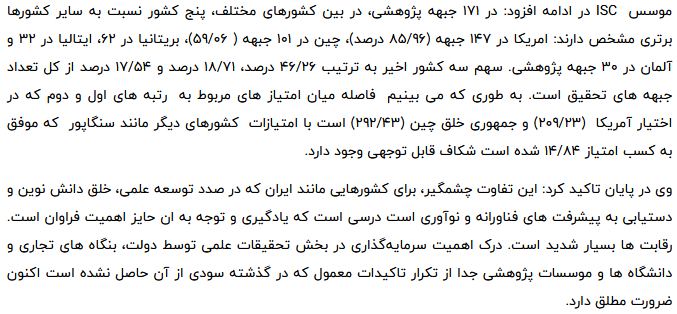 موسس ISC در ادامه افزود: در ۱۷۱ جبهه پژوهشی، در بین کشورهای مختلف، پنج کشور نسبت به سایر کشورها
برتری مشخص دارند: امریکا در ۱۴۷ جبهه (۸۵/۹۶ درصد)، چین در ۱۰۱ جبهه ( ۵۹/۰۶)، بریتانیا در ۶۲، ایتالیا در ۳۲ و
آلمان در ۳۰ جبهه پژوهشی. سهم سه کشور اخیر به ترتیب ۴۶/۲۶ درصد، ۱۸/۷۱ درصد و ۱۷/۵۴ درصد از کل تعداد
جبهه های تحقیق است. به طوری که می بینیم فاصله میان امتیاز های مربوط به رتبه های اول و دوم که در
اختیار آمریکا (۲۰۹/۲۳) و جمهوری خلق چین (۲۹۲/۴۳) است با امتیازات کشورهای دیگر مانند سنگاپور که موفق
به کسب امتیاز ۱۴/۸۴ شده است شکاف قابل توجهی وجود دارد.
وی در پایان تاکید کرد: این تفاوت چشمگیر، برای کشورهایی مانند ایران که در صدد توسعه علمی، خلق دانش نوین و
دستیابی به پیشرفت های فناورانه و نوآوری است درسی است که یادگیری و توجه به ان حایز اهمیت فراوان است.
رقابت ها بسیار شدید است. درک اهمیت سرمایه‌گذاری در بخش تحقیقات علمی توسط دولت، بنگاه های تجاری و
دانشگاه ها و موسسات پژوهشی جدا از تکرار تاکیدات معمول که در گذشته سودی از آن حاصل نشده است اکنون
ضرورت مطلق دارد.